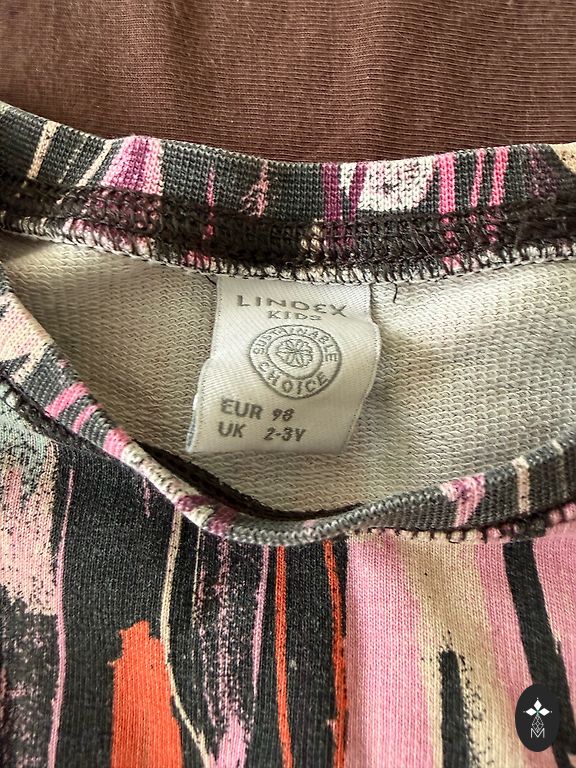 LINDEX
KIDS
SUSTAINABLE
CHOICE
EUR 98
UK 2-3Y